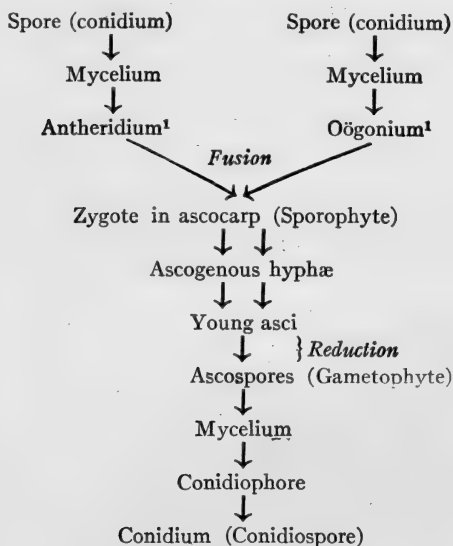 Spore (conidium) Spore (conidium)
Mycelium Mycelium
Antheridium¹ Oögonium¹
Fusion
Zygote in ascocarp (Sporophyte)
Ascogenous hyphæ
Young asci
} Reduction
Ascospores (Gametophyte)
Mycelium
Conidiophore
Conidium (Conidiospore)